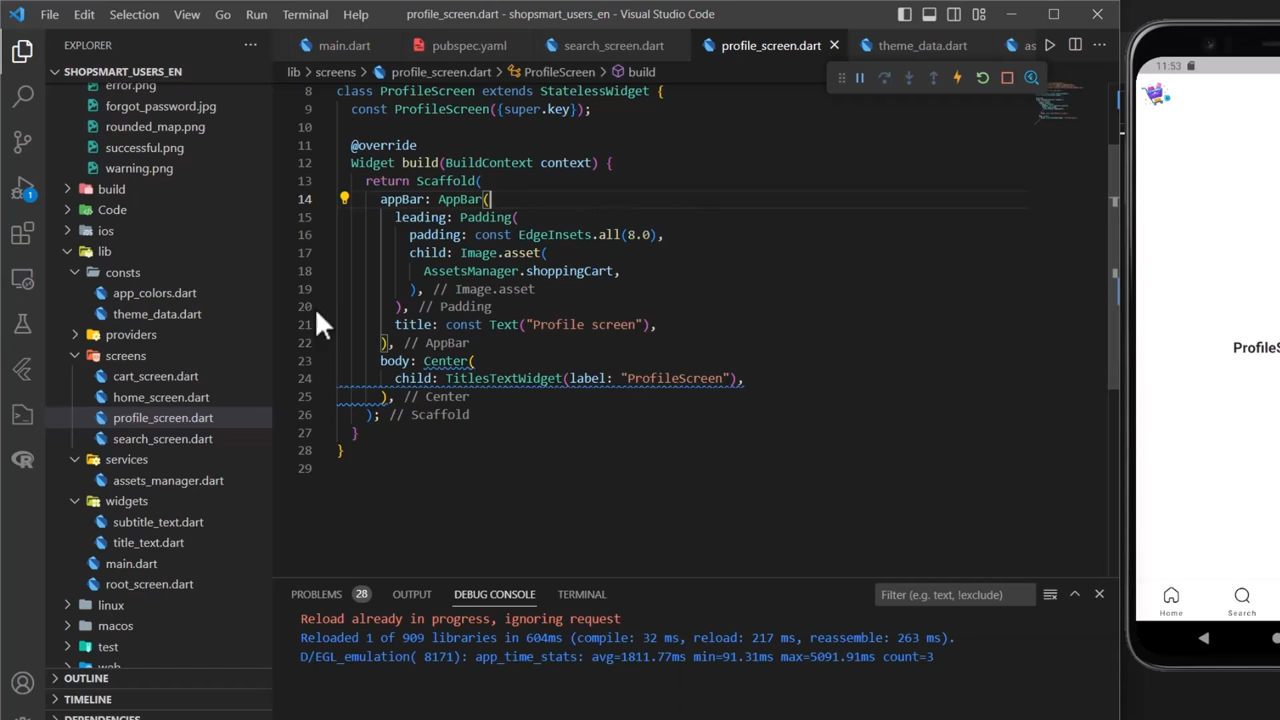 File Edit Selection View Go Run Terminal Help
profile_screen.dart - shopsmart_users_en - Visual Studio Code
EXPLORER
main.dart
pubspec.yaml
search_screen.dart
profile_screen.dart
theme_data.dart
as
SHOPSMART_USERS_EN
lib screens profile_screen.dart ProfileScreen build
error.png
forgot_password.jpg
rounded_map.png
successful.png
warning.png
build
Code
ios
lib
consts
app_colors.dart
theme_data.dart
providers
screens
cart_screen.dart
home_screen.dart
profile_screen.dart
search_screen.dart
services
assets_manager.dart
widgets
subtitle_text.dart
title_text.dart
main.dart
root_screen.dart
linux
macos
test
web
OUTLINE
TIMELINE
DEPENDENCIES
1
8 class ProfileScreen extends StatelessWidget {
9 const ProfileScreen({super.key});
10
11 @override
12 Widget build(BuildContext context) {
13 return Scaffold(
14 appBar: AppBar(
15 leading: Padding(
16 padding: const EdgeInsets.all(8.0),
17 child: Image.asset(
18 AssetsManager.shoppingCart,
19 ), // Image.asset
20 ), // Padding
21 title: const Text("Profile screen"),
22 ), // AppBar
23 body: Center(
24 child: TitlesTextWidget(label: "ProfileScreen"),
25 ), // Center
26 ); // Scaffold
27 }
28 }
29
PROBLEMS 28 OUTPUT DEBUG CONSOLE TERMINAL
Filter (e.g. text, !exclude)
Reload already in progress, ignoring request
Reloaded 1 of 909 libraries in 604ms (compile: 32 ms, reload: 217 ms, reassemble: 263 ms).
D/EGL_emulation( 8171): app_time_stats: avg=1811.77ms min=91.31ms max=5091.91ms count=3
11:53
ProfileS
Home Search